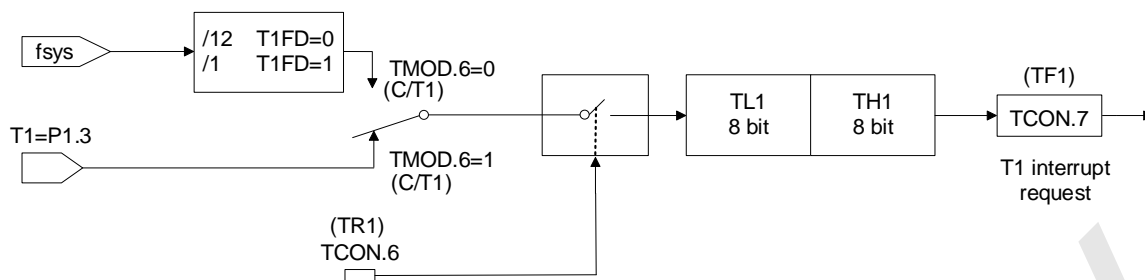 fsys
/12 T1FD=0
/1 T1FD=1
TMOD.6=0
(C/T1)
T1=P1.3
TMOD.6=1
(C/T1)
(TR1)
TCON.6
TL1
8 bit
TH1
8 bit
(TF1)
TCON.7
T1 interrupt
request